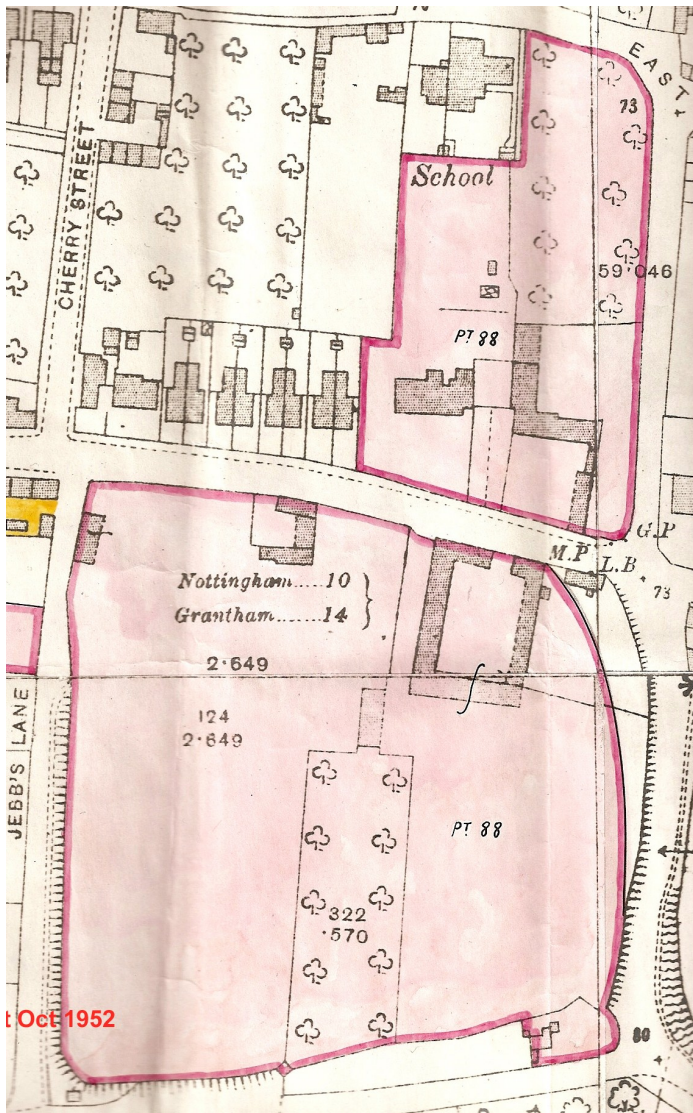 EAST
73
CHERRY STREET
School
59·046
PT 88
G.P
M.P
L.B
Nottingham.....10
Grantham.......14
73
2·649
JEBB'S LANE
124
2·649
PT 88
322
·570
t Oct 1952
80